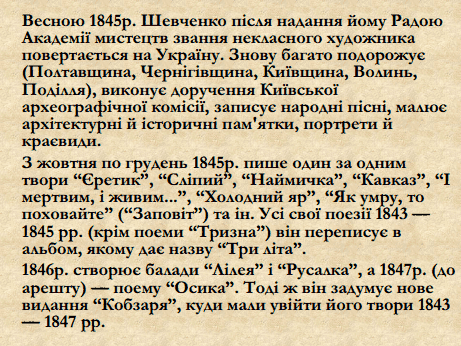 Весною 1845р. Шевченко після надання йому Радою
Академії мистецтв звання некласного художника
повертається на Україну. Знову багато подорожує
(Полтавщина, Чернігівщина, Київщина, Волинь,
Поділля), виконує доручення Київської
археографічної комісії, записує народні пісні, малює
архітектурні й історичні пам'ятки, портрети й
краєвиди.
З жовтня по грудень 1845р. пише один за одним
твори “Єретик”, “Сліпий”, “Наймичка”, “Кавказ”, “І
мертвим, і живим...”, “Холодний яр”, “Як умру, то
поховайте” (“Заповіт”) та ін. Усі свої поезії 1843 —
1845 рр. (крім поеми “Тризна”) він переписує в
альбом, якому дає назву “Три літа”.
1846р. створює балади “Лілея” і “Русалка”, а 1847р. (до
арешту) — поему “Осика”. Тоді ж він задумує нове
видання “Кобзаря”, куди мали увійти його твори 1843
— 1847 рр.